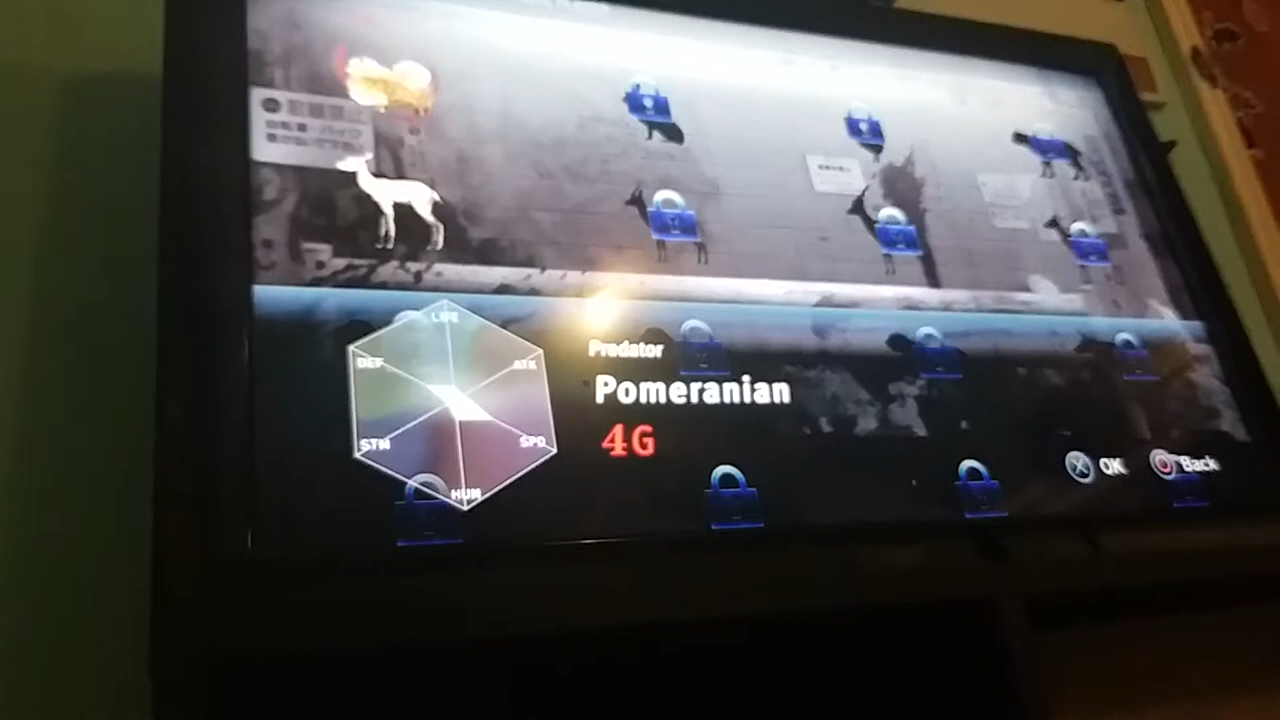 LIFE
DEF
ATK
STM
SPD
HUN
Predator
Pomeranian
4G
OK
Back